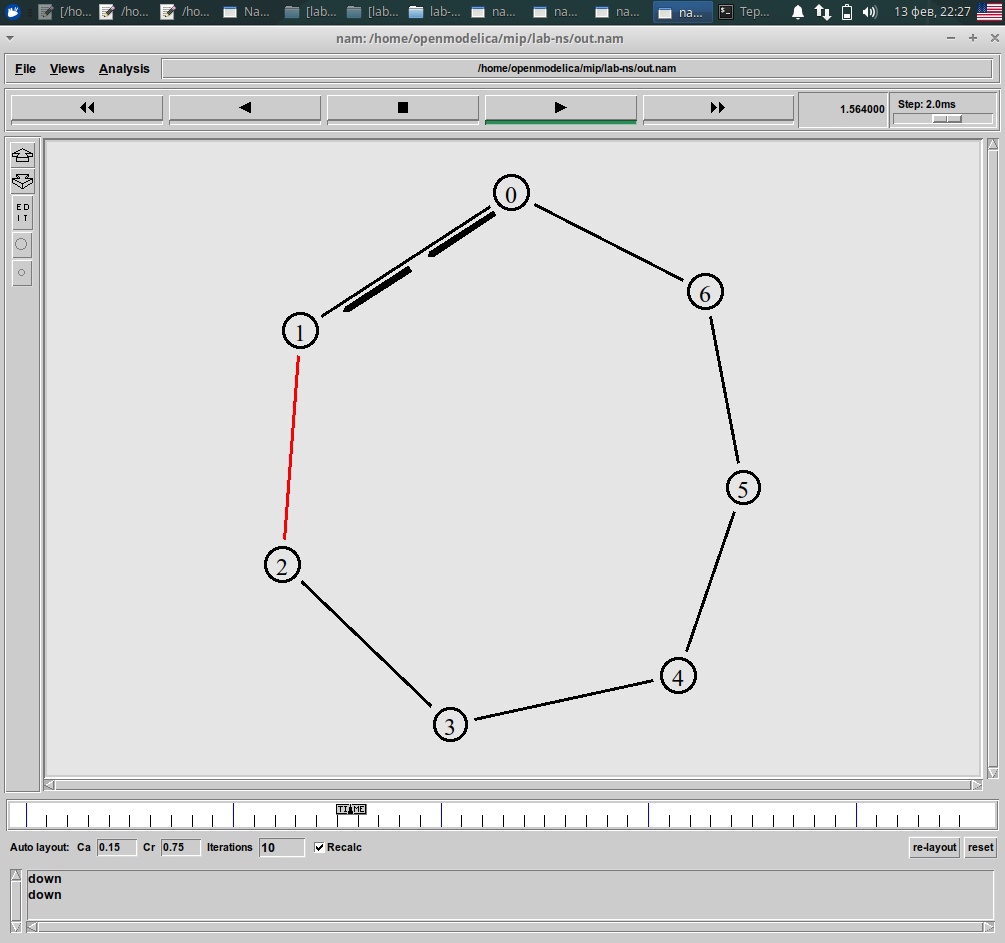 [/ho... /ho... /ho... Na... [lab... [lab... lab-... na... na... na... na... Тер... 13 фев, 22:27
nam: /home/openmodelica/mip/lab-ns/out.nam
File Views Analysis /home/openmodelica/mip/lab-ns/out.nam
1.564000 Step: 2.0ms
ED
IT
0
6
1
5
2
4
3
TIME
Auto layout: Ca 0.15 Cr 0.75 Iterations 10 Recalc re-layout reset
down
down